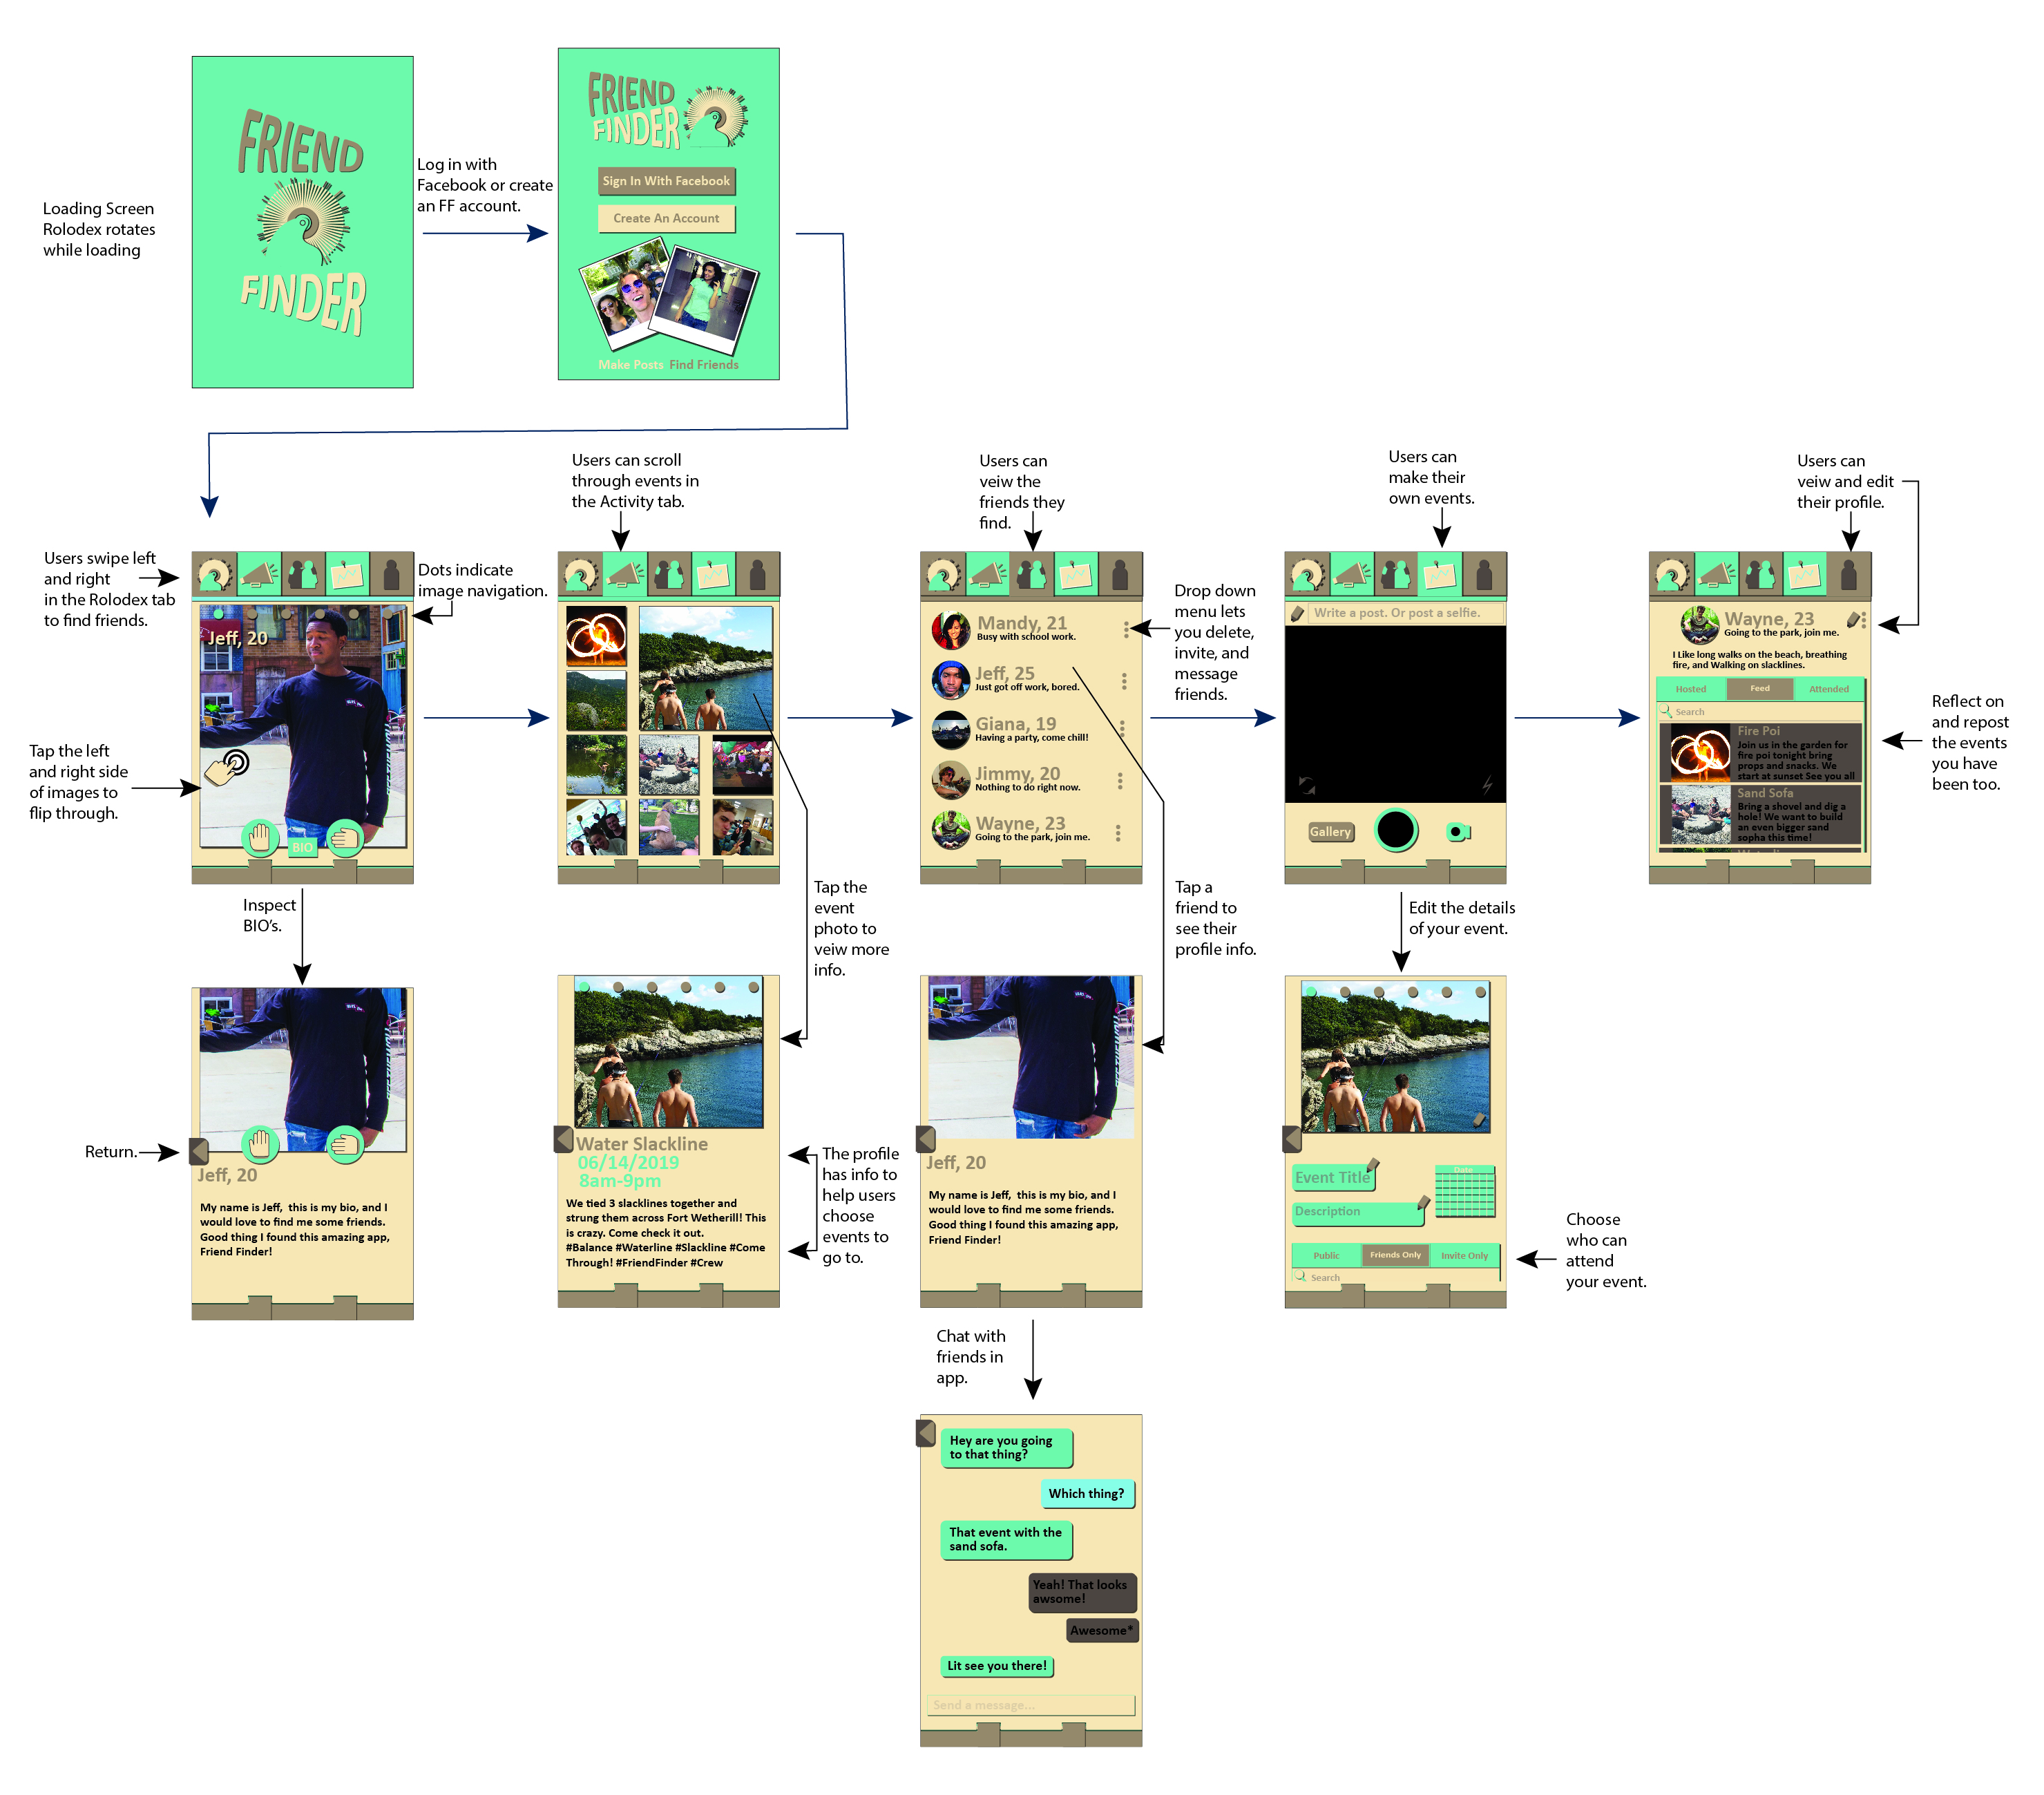 FRIEND
FINDER
Loading Screen
Rolodex rotates
while loading
Log in with
Facebook or create
an FF account.
FRIEND
FINDER
Sign In With Facebook
Create An Account
Make Posts Find Friends
Users swipe left
and right
in the Rolodex tab
to find friends.
Dots indicate
image navigation.
Jeff, 20
Tap the left
and right side
of images to
flip through.
BIO
Users can scroll
through events in
the Activity tab.
Users can
veiw the
friends they
find.
Mandy, 21
Busy with school work.
Jeff, 25
Just got off work, bored.
Giana, 19
Having a party, come chill!
Jimmy, 20
Nothing to do right now.
Wayne, 23
Going to the park, join me.
Drop down
menu lets
you delete,
invite, and
message
friends.
Users can
make their
own events.
Write a post. Or post a selfie.
Gallery
Users can
veiw and edit
their profile.
Wayne, 23
Going to the park, join me.
I Like long walks on the beach, breathing
fire, and Walking on slacklines.
Hosted Feed Attended
Search
Fire Poi
Join us in the garden for
fire poi tonight bring
props and snacks. We
start at sunset See you all
Sand Sofa
Bring a shovel and dig a
hole! We want to build
an even bigger sand
sopha this time!
Reflect on
and repost
the events
you have
been too.
Inspect
BIO's.
Tap the
event
photo to
veiw more
info.
Tap a
friend to
see their
profile info.
Edit the details
of your event.
Return.
Jeff, 20
My name is Jeff, this is my bio, and I
would love to find me some friends.
Good thing I found this amazing app,
Friend Finder!
Water Slackline
06/14/2019
8am-9pm
We tied 3 slacklines together and
strung them across Fort Wetherill! This
is crazy. Come check it out.
#Balance #Waterline #Slackline #Come
Through! #FriendFinder #Crew
The profile
has info to
help users
choose
events to
go to.
Jeff, 20
My name is Jeff, this is my bio, and I
would love to find me some friends.
Good thing I found this amazing app,
Friend Finder!
Event Title
Date
Description
Public Friends Only Invite Only
Search
Choose
who can
attend
your event.
Chat with
friends in
app.
Hey are you going
to that thing?
Which thing?
That event with the
sand sofa.
Yeah! That looks
awsome!
Awesome*
Lit see you there!
Send a message...